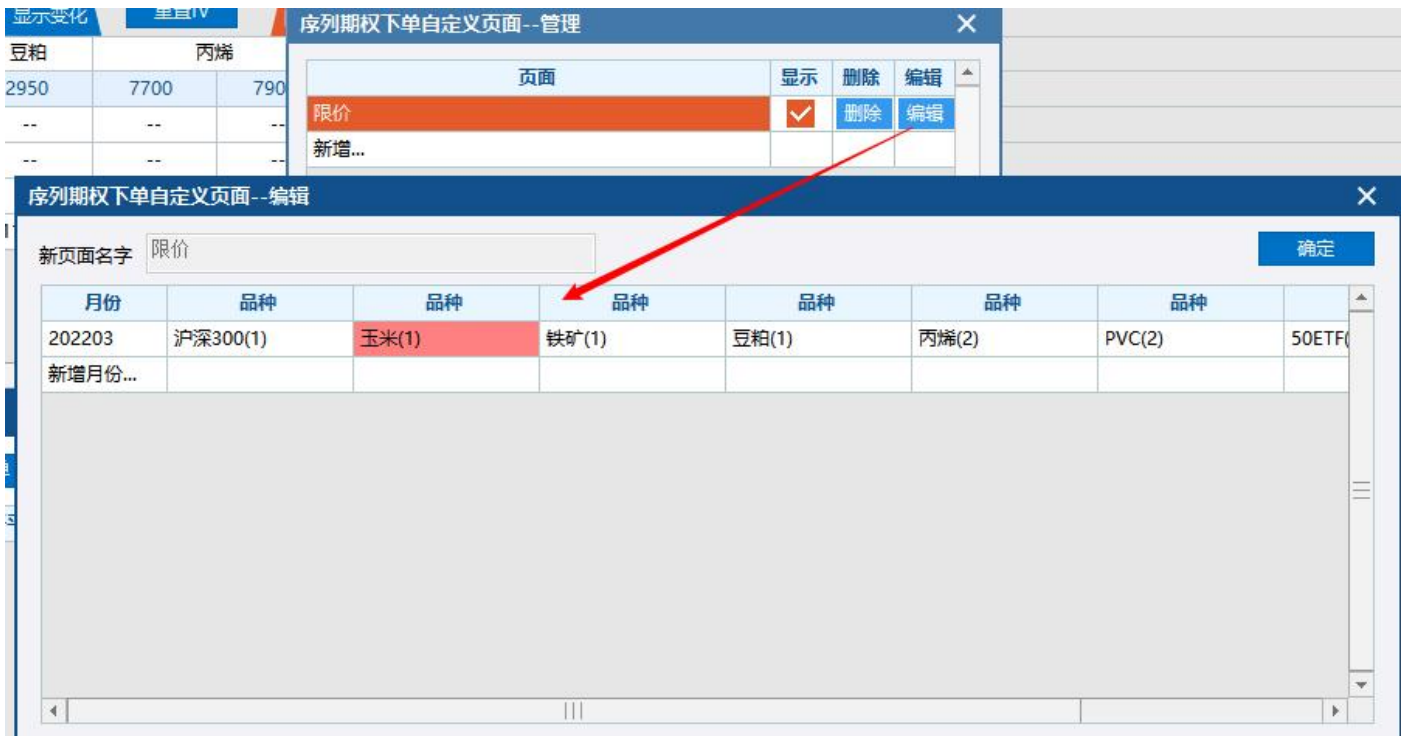 显示变化 重置IV 序列期权下单自定义页面--管理
豆粕 丙烯
页面 显示 删除 编辑
2950 7700 790
限价 删除 编辑
-- -- --
新增...
-- -- --
序列期权下单自定义页面--编辑
新页面名字 限价 确定
月份 品种 品种 品种 品种 品种 品种
202203 沪深300(1) 玉米(1) 铁矿(1) 豆粕(1) 丙烯(2) PVC(2) 50ETF(
新增月份...